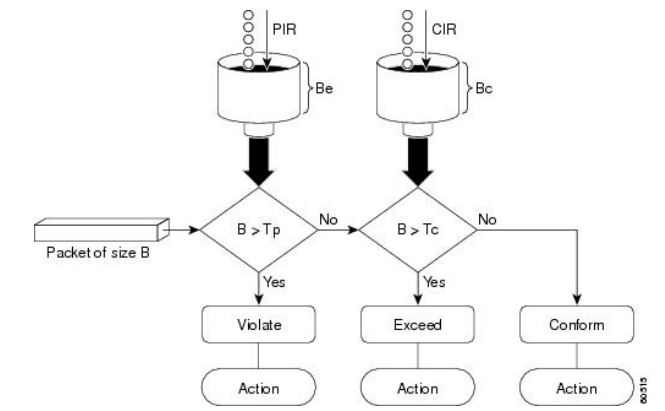 PIR
CIR
Be
Bc
Packet of size B
B > Tp
No
B > Tc
No
Yes
Yes
Violate
Exceed
Conform
Action
Action
Action
60515